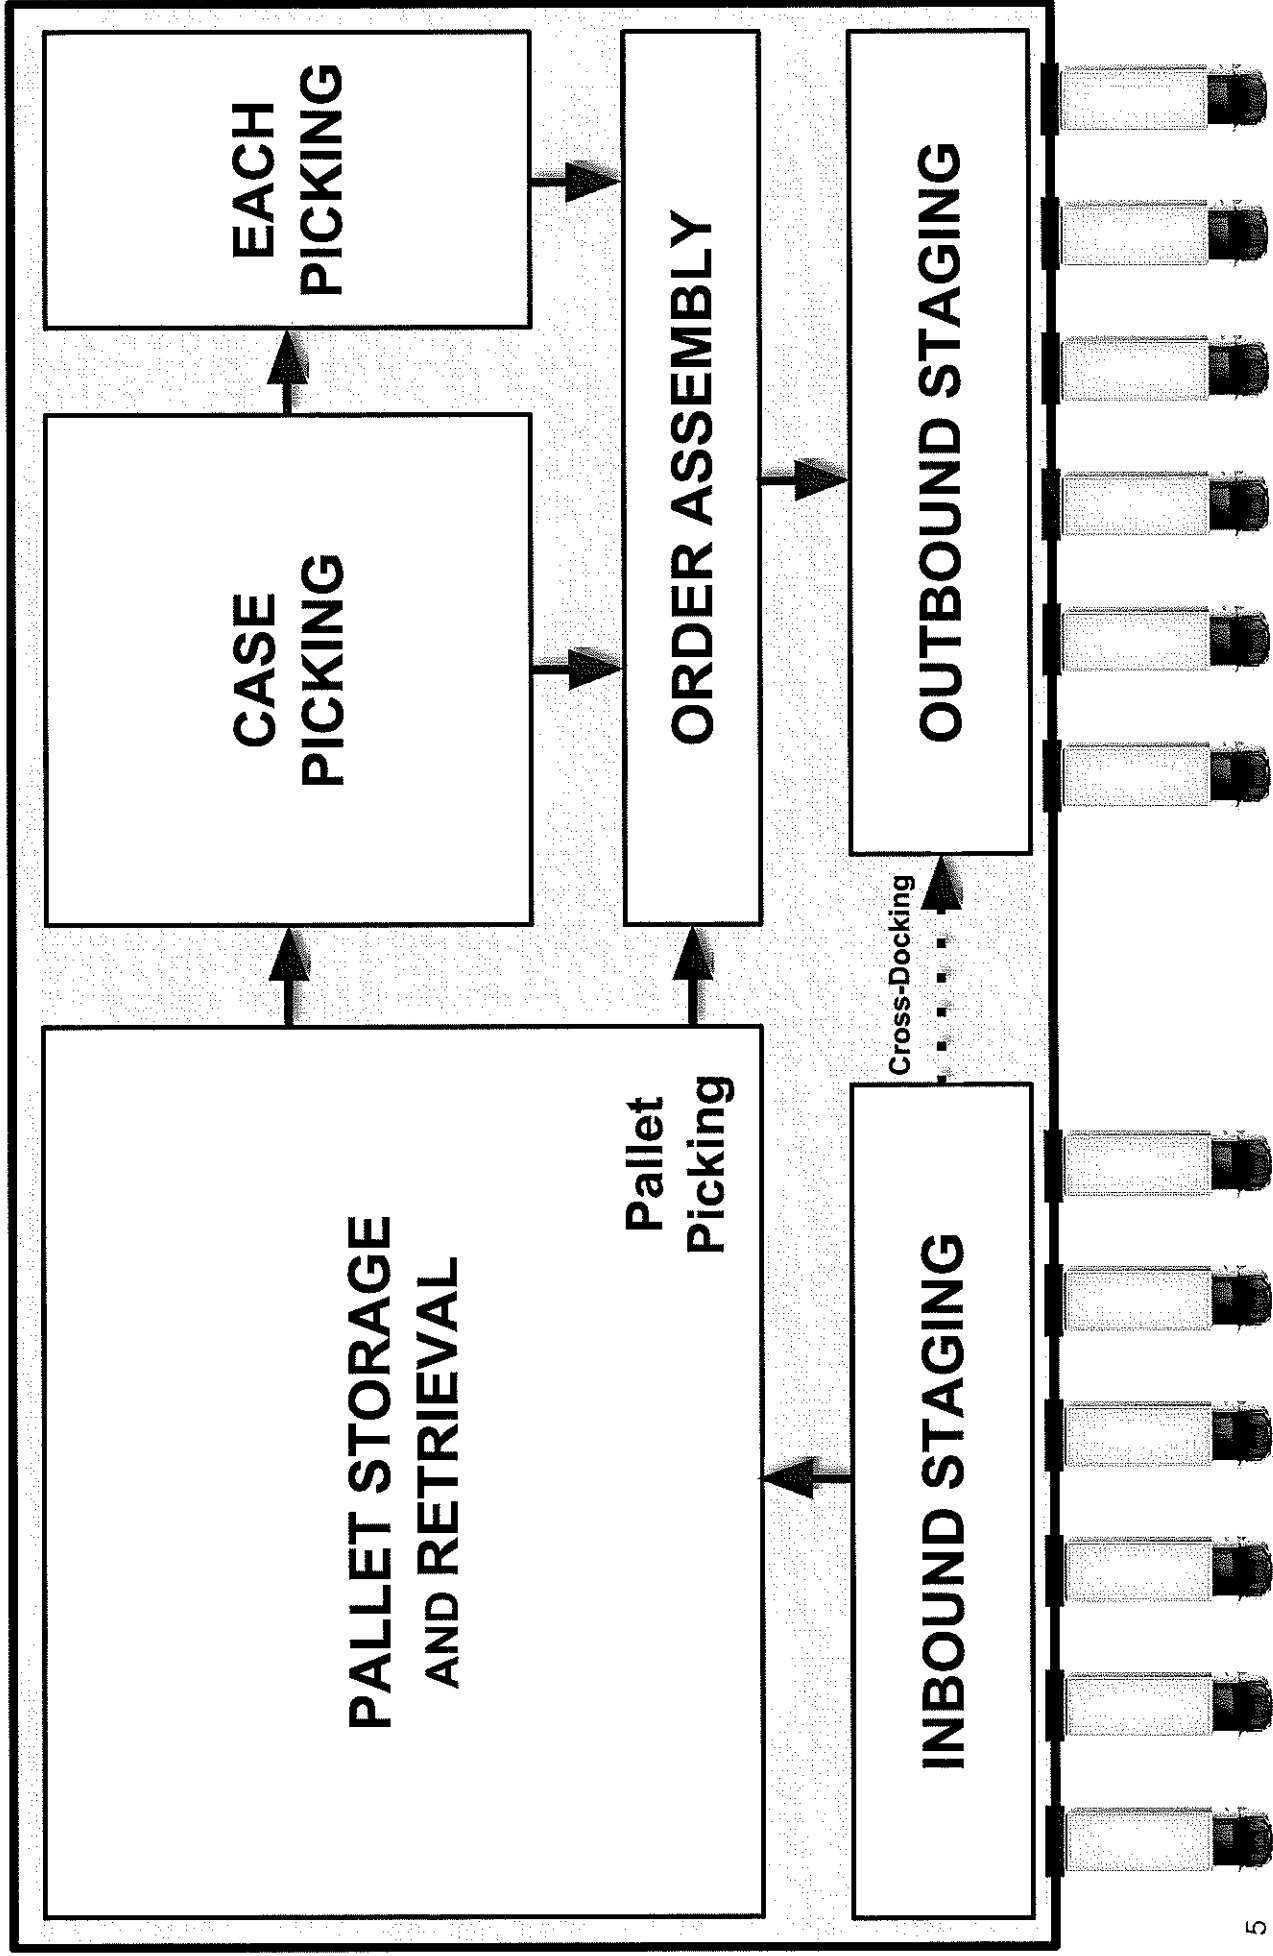 PALLET STORAGE
AND RETRIEVAL
Pallet
Picking
CASE
PICKING
EACH
PICKING
ORDER ASSEMBLY
INBOUND STAGING
Cross-Docking
OUTBOUND STAGING
5